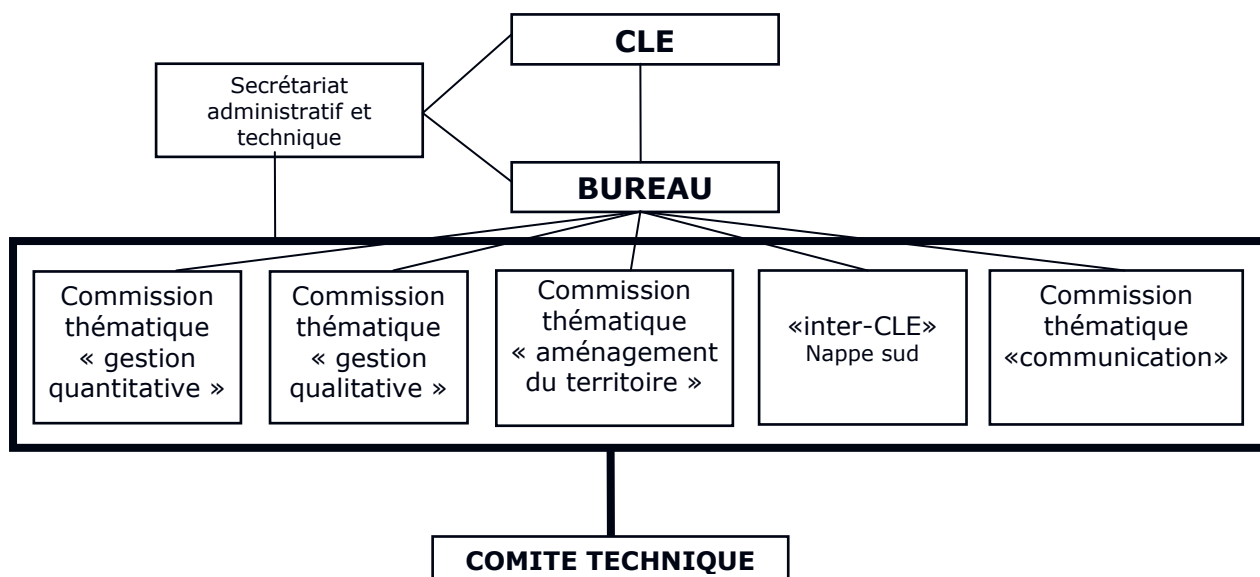 CLE
Secrétariat
administratif et
technique
BUREAU
Commission
thématique
« gestion
quantitative »
Commission
thématique
« gestion
qualitative »
Commission
thématique
« aménagement
du territoire »
«inter-CLE»
Nappe sud
Commission
thématique
«communication»
COMITE TECHNIQUE